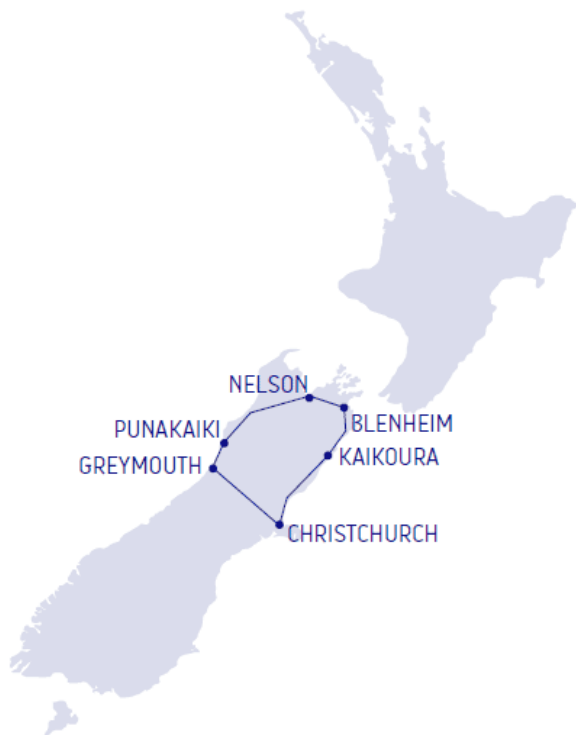 NELSON
BLENHEIM
PUNAKAIKI
KAIKOURA
GREYMOUTH
CHRISTCHURCH